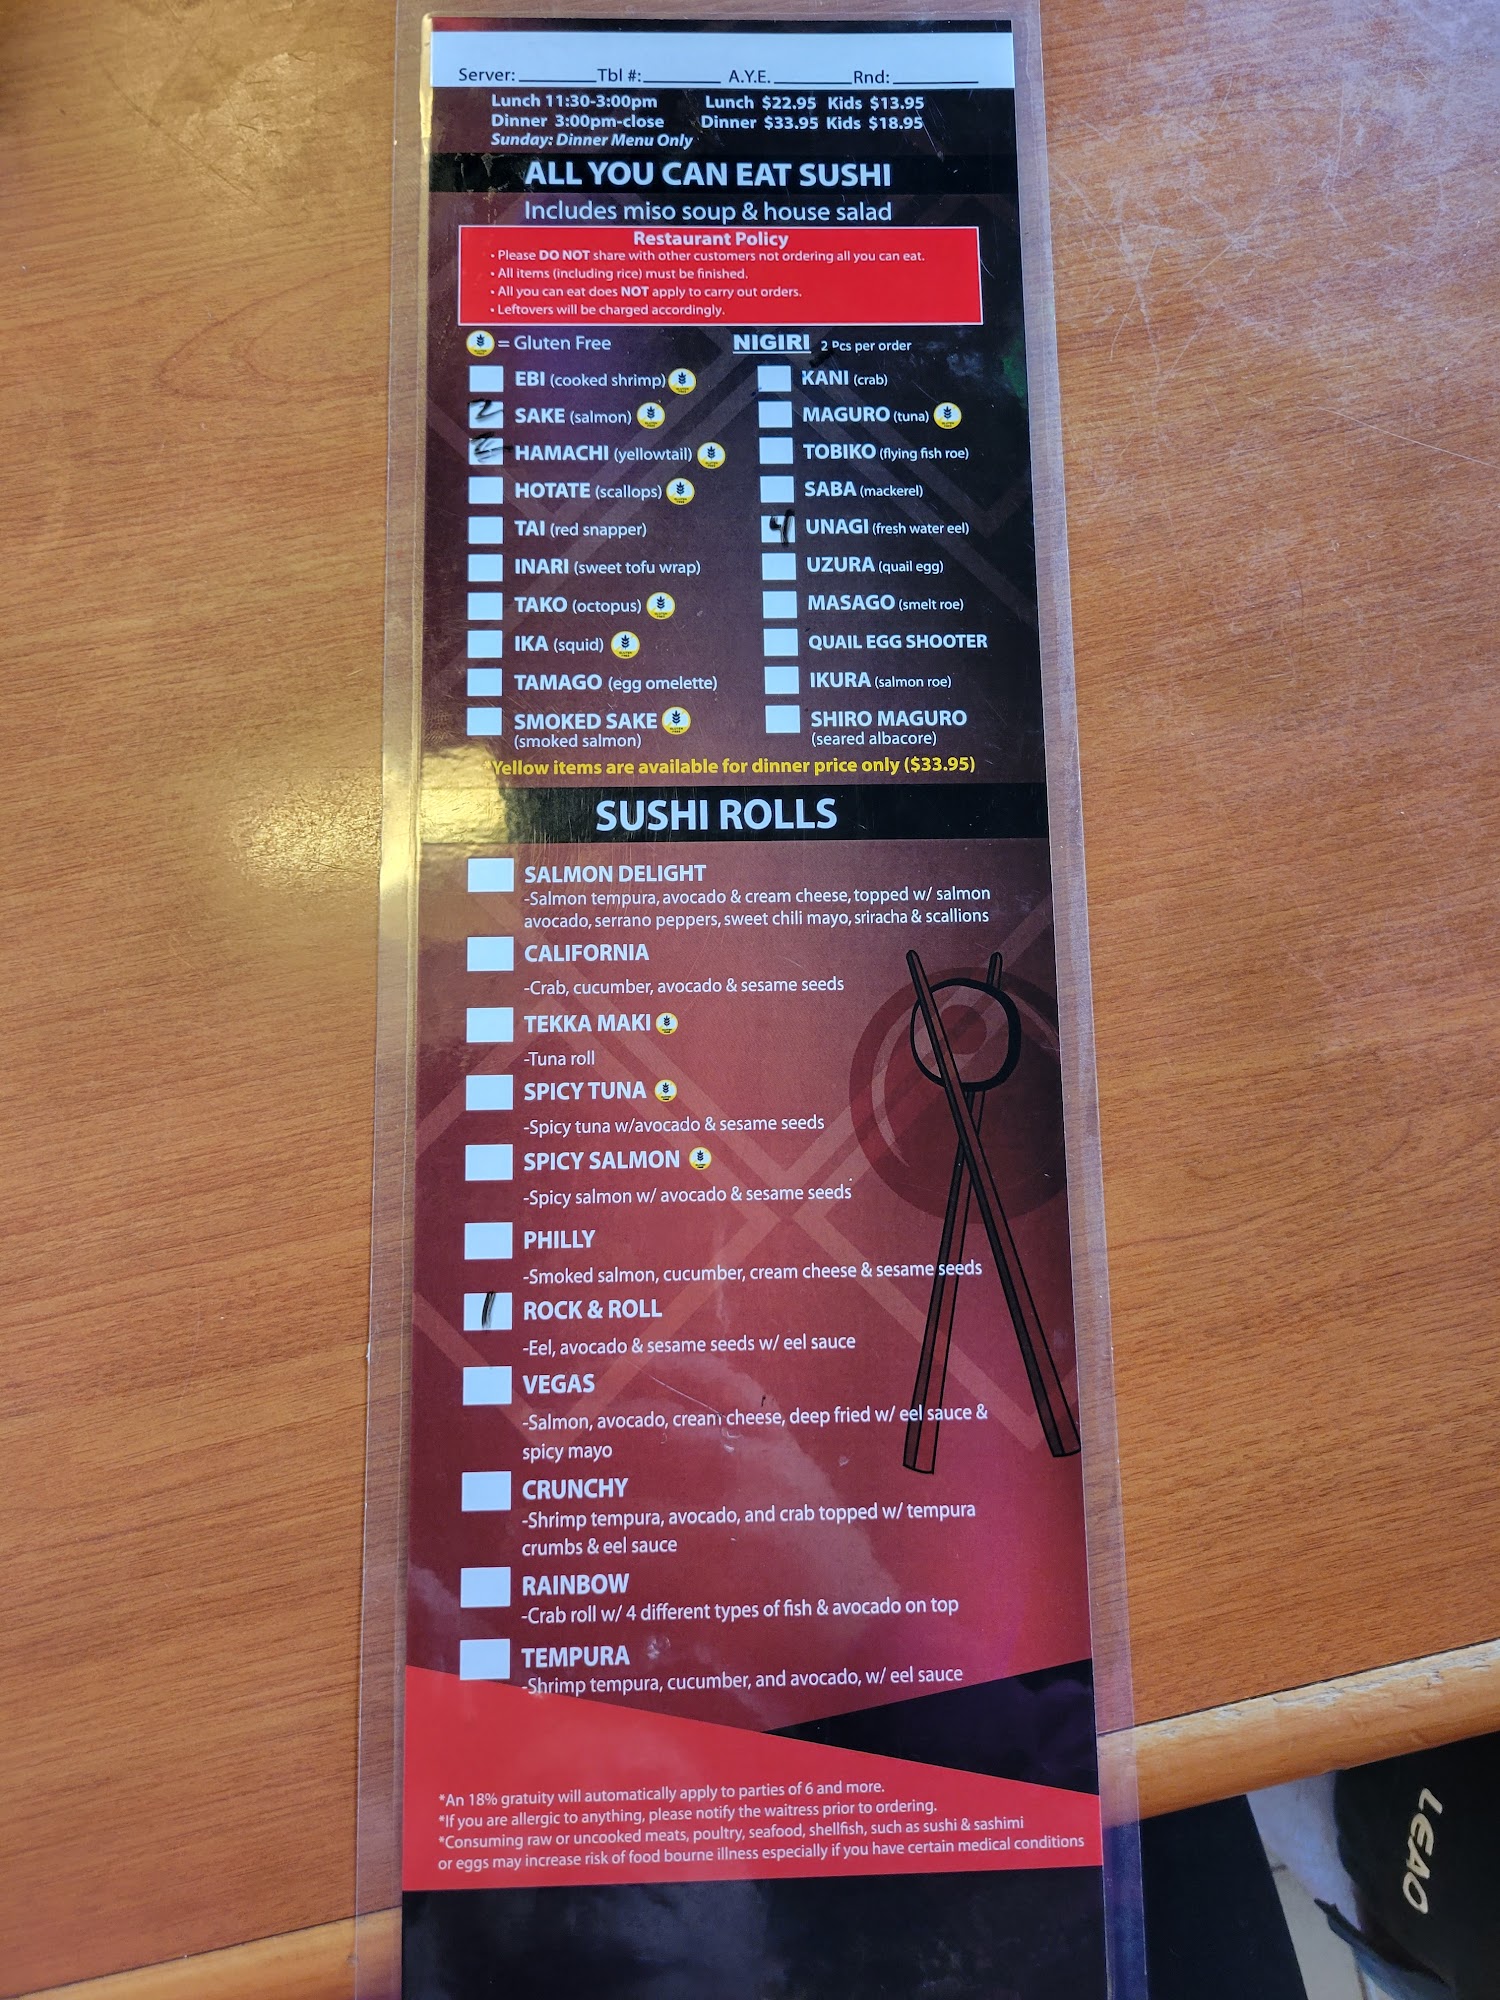 Server: Tbl #: A.Y.E. Rnd:
Lunch 11:30-3:00pm Lunch $22.95 Kids $13.95
Dinner 3:00pm-close Dinner $33.95 Kids $18.95
Sunday: Dinner Menu Only
ALL YOU CAN EAT SUSHI
Includes miso soup & house salad
Restaurant Policy
• Please DO NOT share with other customers not ordering all you can eat.
• All items (including rice) must be finished.
• All you can eat does NOT apply to carry out orders.
• Leftovers will be charged accordingly.
= Gluten Free NIGIRI 2 Pcs per order
EBI (cooked shrimp) KANI (crab)
2 SAKE (salmon) MAGURO (tuna)
2 HAMACHI (yellowtail) TOBIKO (flying fish roe)
HOTATE (scallops) SABA (mackerel)
TAI (red snapper) 4 UNAGI (fresh water eel)
INARI (sweet tofu wrap) UZURA (quail egg)
TAKO (octopus) MASAGO (smelt roe)
IKA (squid) QUAIL EGG SHOOTER
TAMAGO (egg omelette) IKURA (salmon roe)
SMOKED SAKE SHIRO MAGURO
(smoked salmon) (seared albacore)
*Yellow items are available for dinner price only ($33.95)
SUSHI ROLLS
SALMON DELIGHT
-Salmon tempura, avocado & cream cheese, topped w/ salmon
avocado, serrano peppers, sweet chili mayo, sriracha & scallions
CALIFORNIA
-Crab, cucumber, avocado & sesame seeds
TEKKA MAKI
-Tuna roll
SPICY TUNA
-Spicy tuna w/avocado & sesame seeds
SPICY SALMON
-Spicy salmon w/ avocado & sesame seeds
PHILLY
-Smoked salmon, cucumber, cream cheese & sesame seeds
1 ROCK & ROLL
-Eel, avocado & sesame seeds w/ eel sauce
VEGAS
-Salmon, avocado, cream cheese, deep fried w/ eel sauce &
spicy mayo
CRUNCHY
-Shrimp tempura, avocado, and crab topped w/ tempura
crumbs & eel sauce
RAINBOW
-Crab roll w/ 4 different types of fish & avocado on top
TEMPURA
-Shrimp tempura, cucumber, and avocado, w/ eel sauce
*An 18% gratuity will automatically apply to parties of 6 and more.
*If you are allergic to anything, please notify the waitress prior to ordering.
*Consuming raw or uncooked meats, poultry, seafood, shellfish, such as sushi & sashimi
or eggs may increase risk of food bourne illness especially if you have certain medical conditions
LEAO